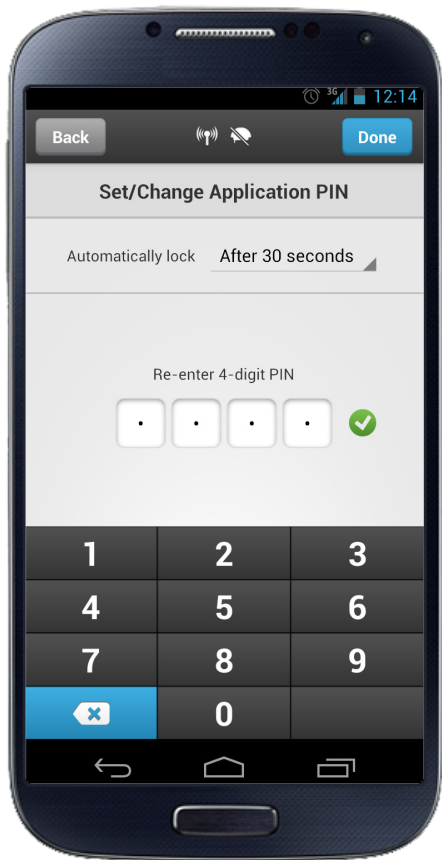 3G 12:14
Back Done
Set/Change Application PIN
Automatically lock After 30 seconds
Re-enter 4-digit PIN
1 2 3
4 5 6
7 8 9
0